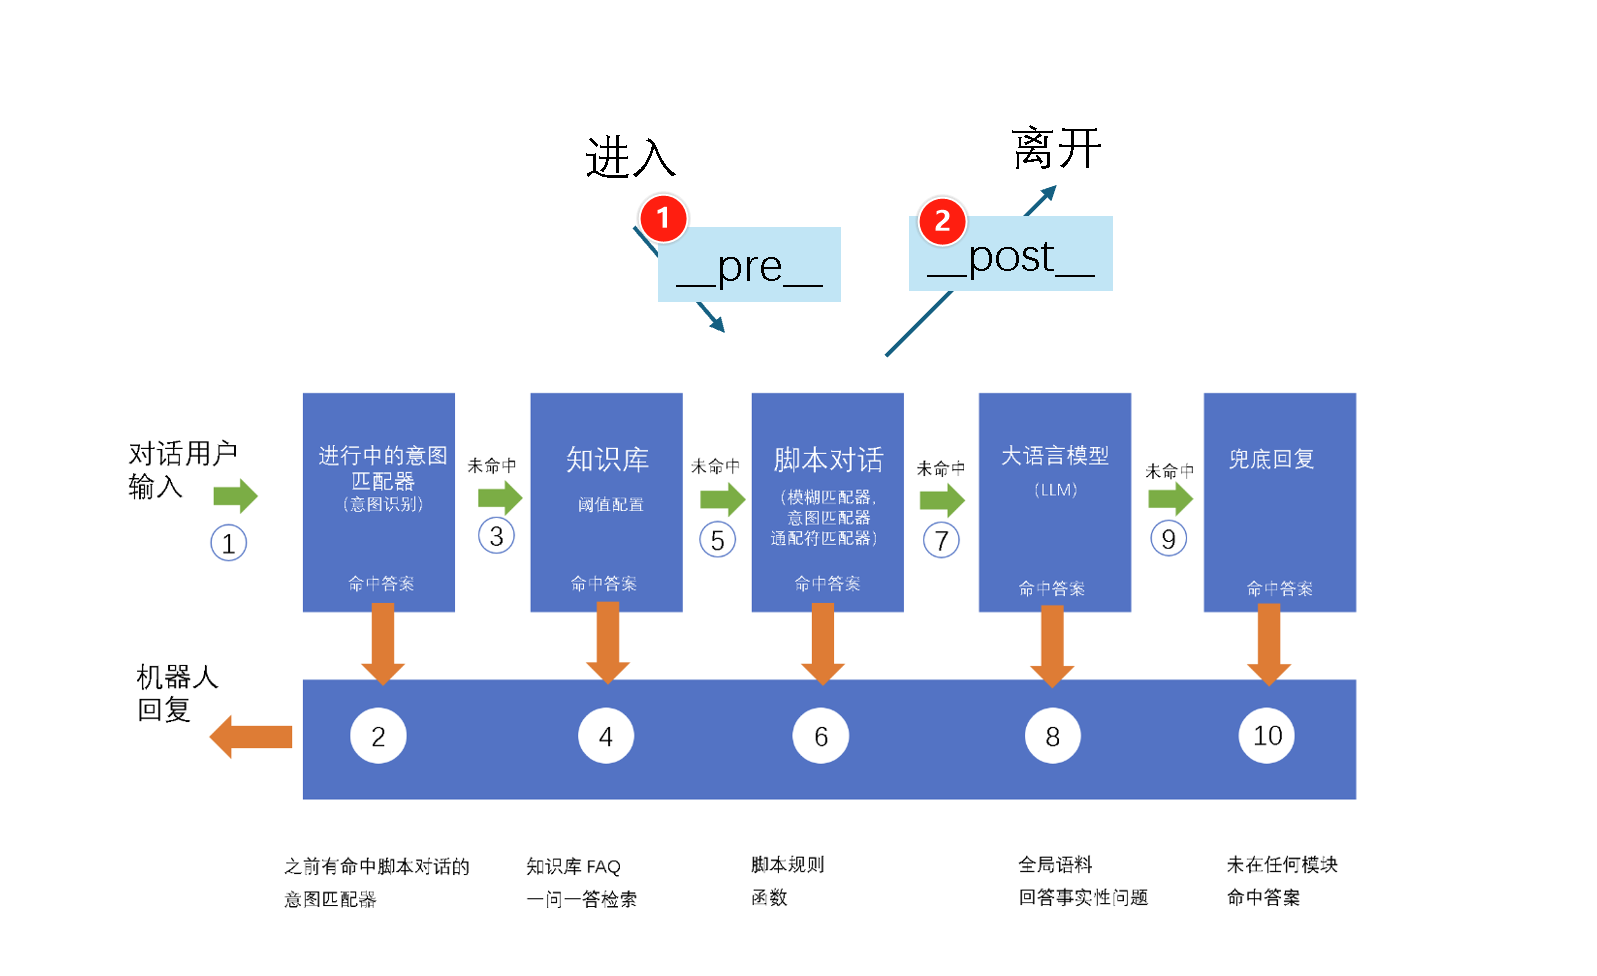 进入
离开
1
__pre__
2
__post__
对话用户
输入
1
进行中的意图
匹配器
（意图识别）
命中答案
未命中
3
知识库
阈值配置
命中答案
未命中
5
脚本对话
（模糊匹配器，
意图匹配器
通配符匹配器）
命中答案
未命中
7
大语言模型
（LLM）
命中答案
未命中
9
兜底回复
命中答案
机器人
回复
2
4
6
8
10
之前有命中脚本对话的
意图匹配器
知识库 FAQ
一问一答检索
脚本规则
函数
全局语料
回答事实性问题
未在任何模块
命中答案